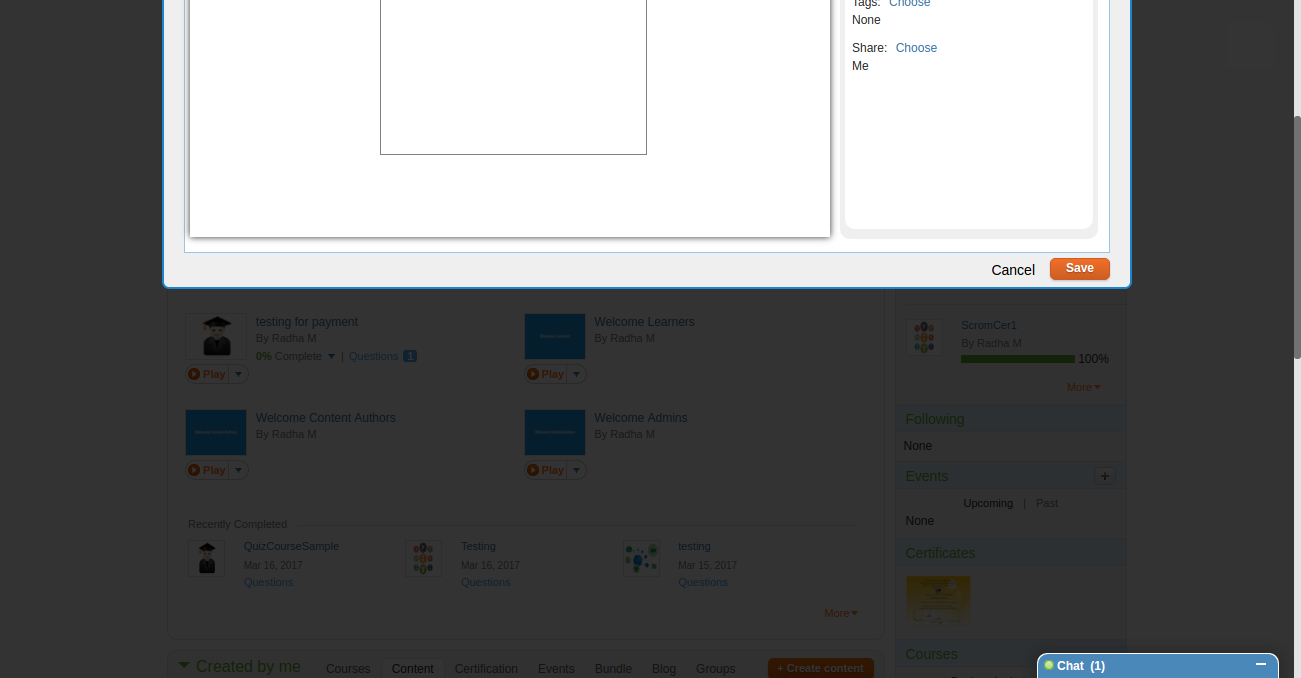 Tags: Choose
None
Share: Choose
Me
Cancel Save
testing for payment
By Radha M
0% Complete | Questions 1
Play
Welcome Learners
By Radha M
Play
Welcome Content Authors
By Radha M
Play
Welcome Admins
By Radha M
Play
Recently Completed
QuizCourseSample
Mar 16, 2017
Questions
Testing
Mar 16, 2017
Questions
testing
Mar 15, 2017
Questions
More
Created by me Courses Content Certification Events Bundle Blog Groups + Create content
ScromCer1
By Radha M
100%
More
Following
None
Events +
Upcoming | Past
None
Certificates
Courses
Chat (1)